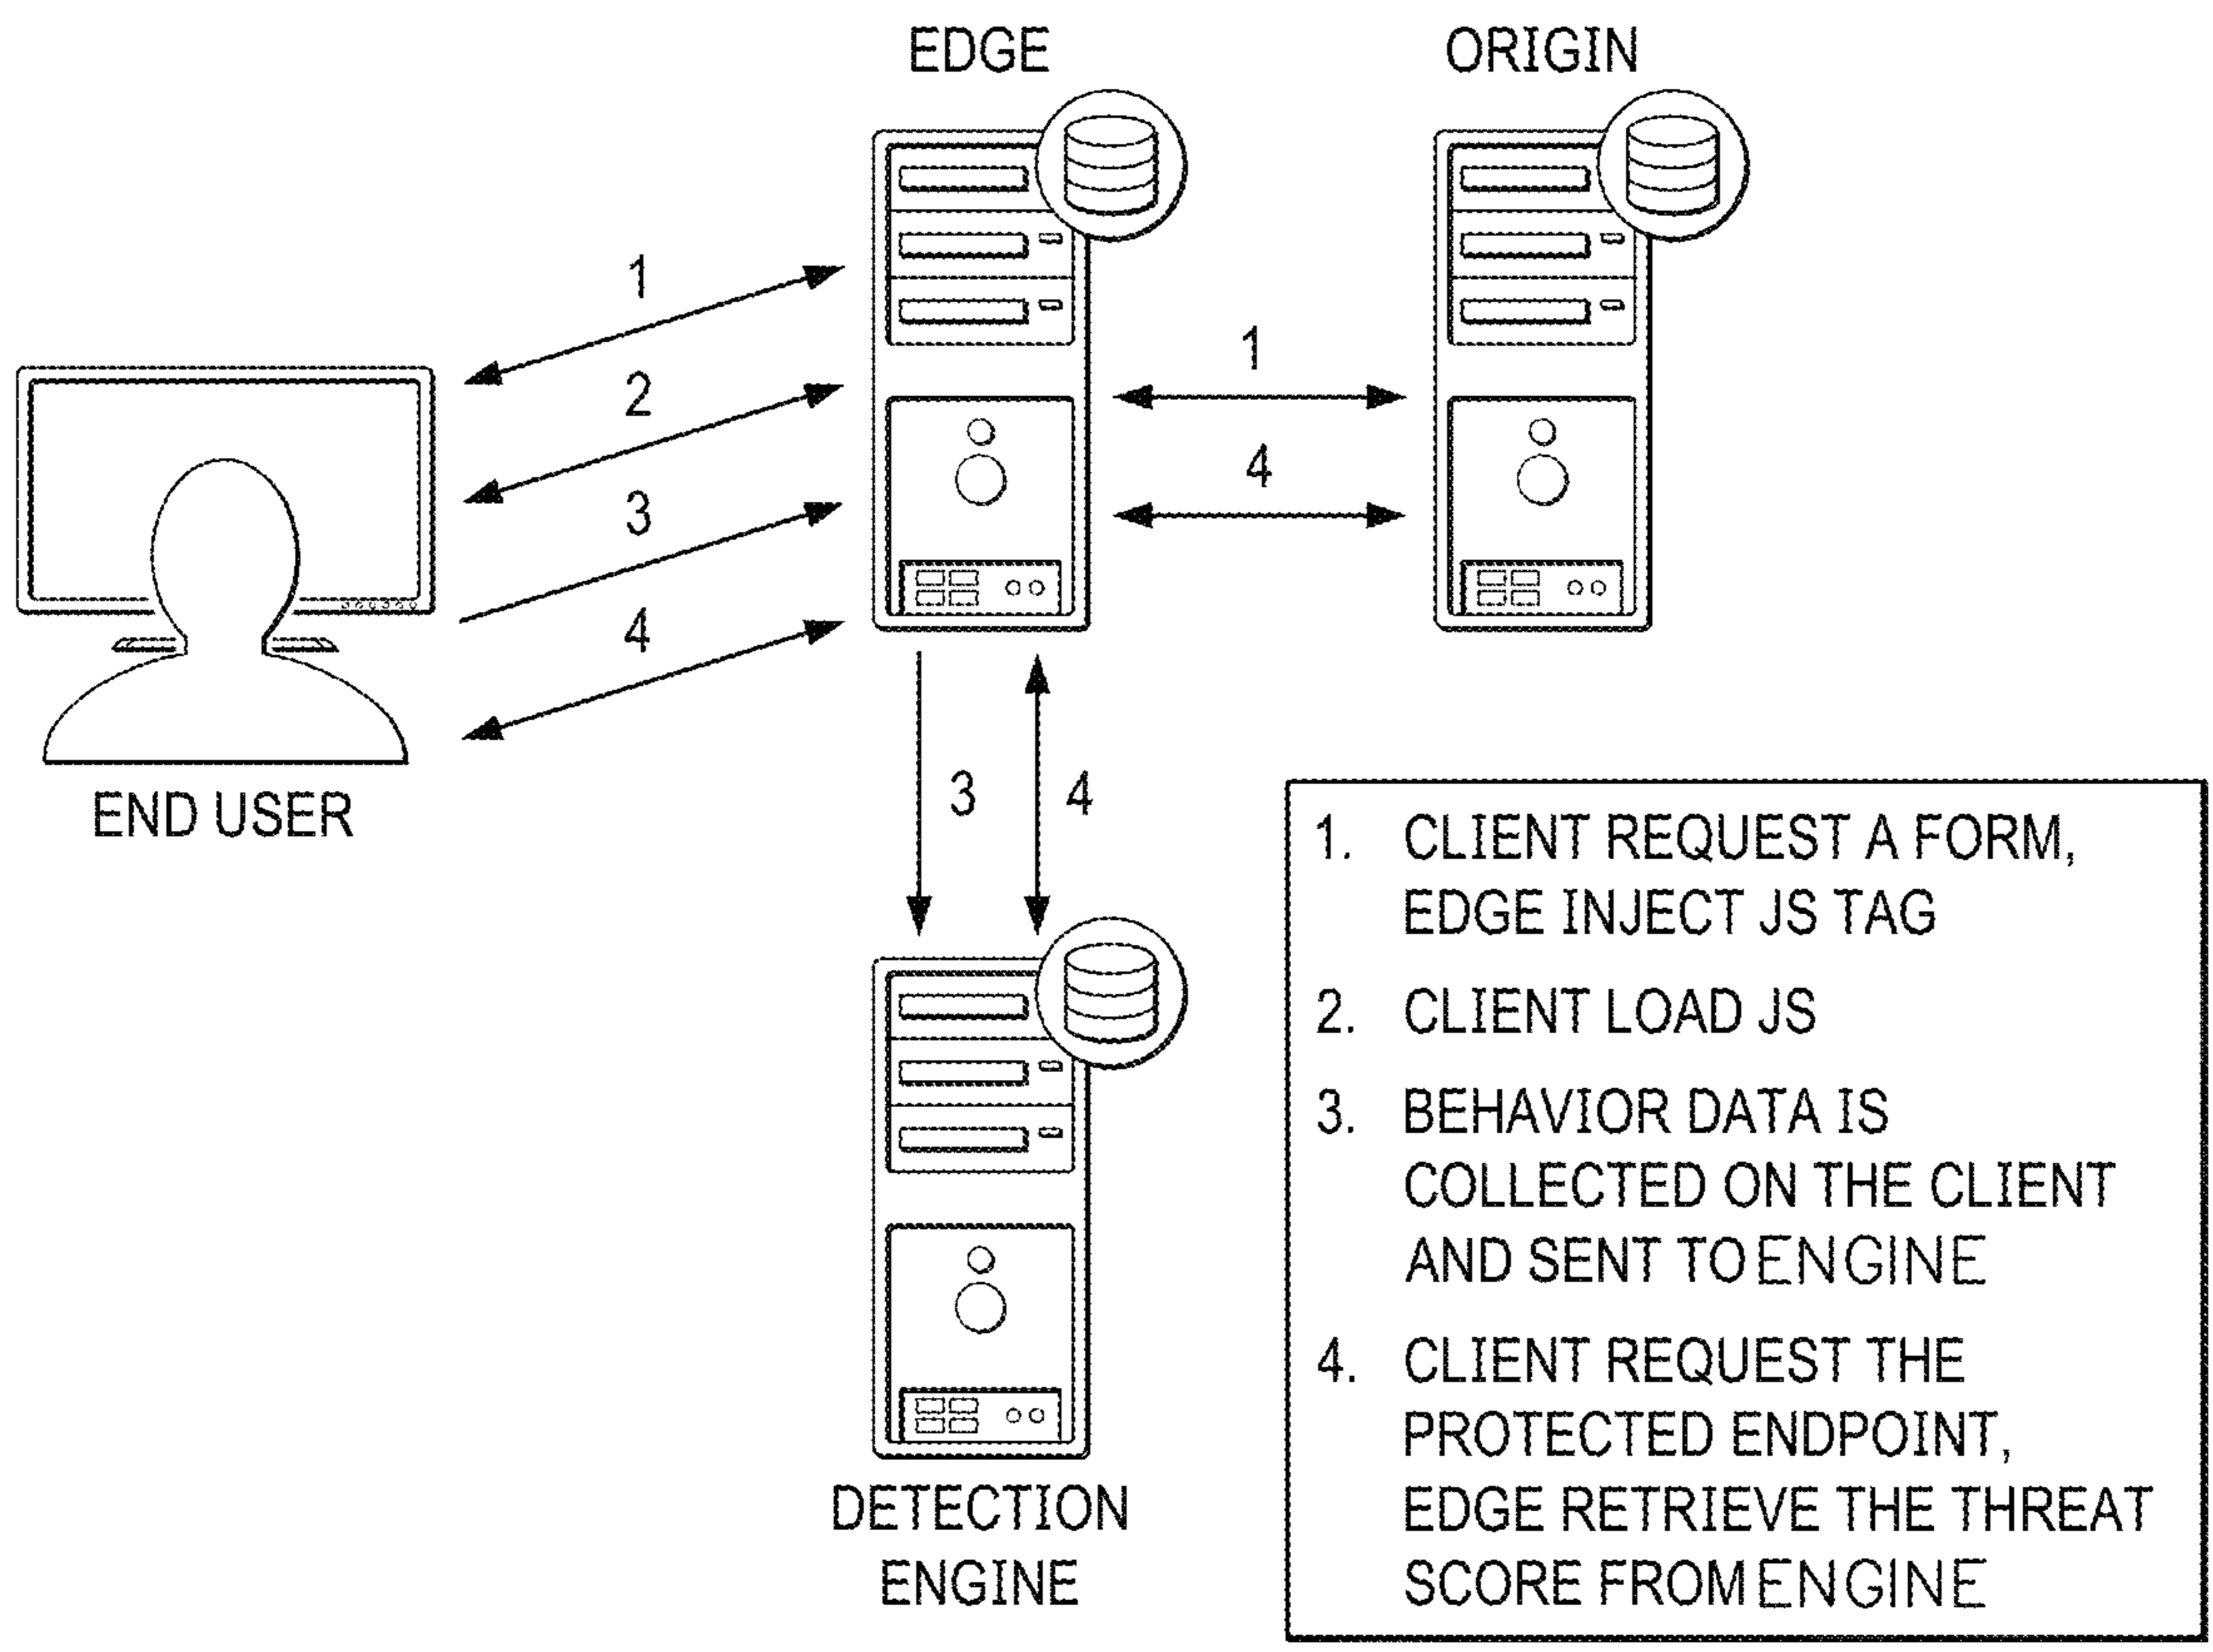 EDGE
ORIGIN
1
2
3
4
1
4
END USER
3
4
DETECTION
ENGINE
1. CLIENT REQUEST A FORM,
EDGE INJECT JS TAG
2. CLIENT LOAD JS
3. BEHAVIOR DATA IS
COLLECTED ON THE CLIENT
AND SENT TO ENGINE
4. CLIENT REQUEST THE
PROTECTED ENDPOINT,
EDGE RETRIEVE THE THREAT
SCORE FROM ENGINE